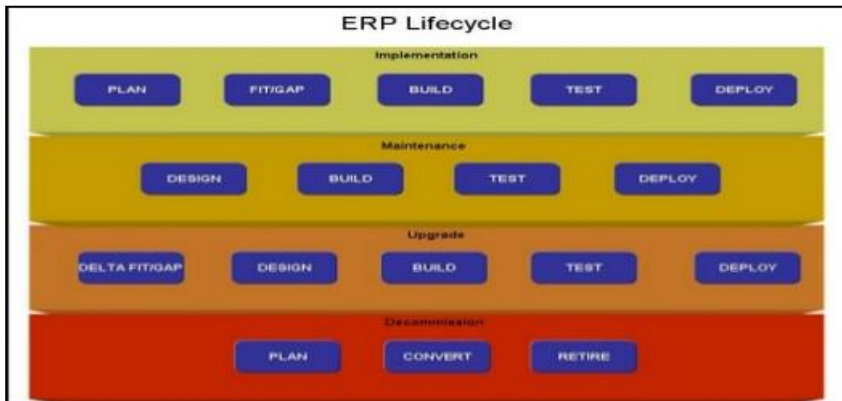 ERP Lifecycle
Implementation
PLAN FIT/GAP BUILD TEST DEPLOY
Maintenance
DESIGN BUILD TEST DEPLOY
Upgrade
DELTA FIT/GAP DESIGN BUILD TEST DEPLOY
Decommission
PLAN CONVERT RETIRE